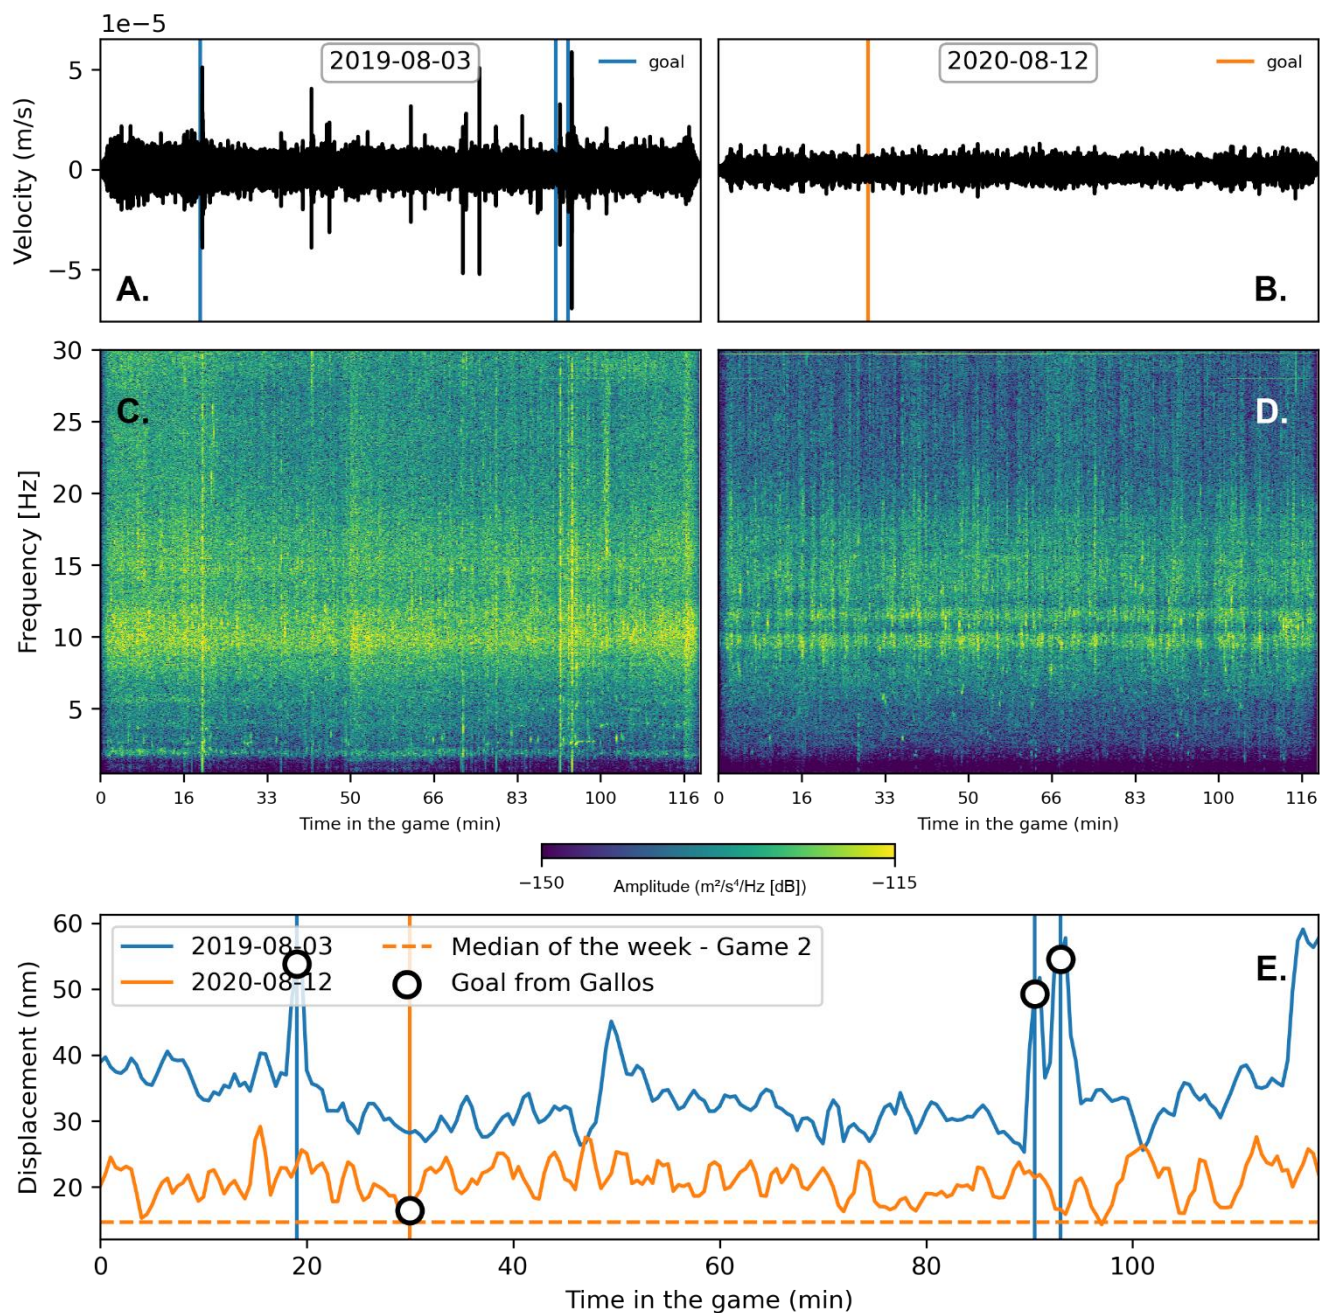 1e−5
2019-08-03
goal
2020-08-12
goal
Velocity (m/s)
5
0
−5
A.
B.
Frequency [Hz]
30
25
20
15
10
5
C.
D.
0 16 33 50 66 83 100 116
0 16 33 50 66 83 100 116
Time in the game (min)
Time in the game (min)
−150
Amplitude (m²/s⁴/Hz [dB])
−115
Displacement (nm)
60
50
40
30
20
2019-08-03
2020-08-12
Median of the week - Game 2
Goal from Gallos
E.
0 20 40 60 80 100
Time in the game (min)